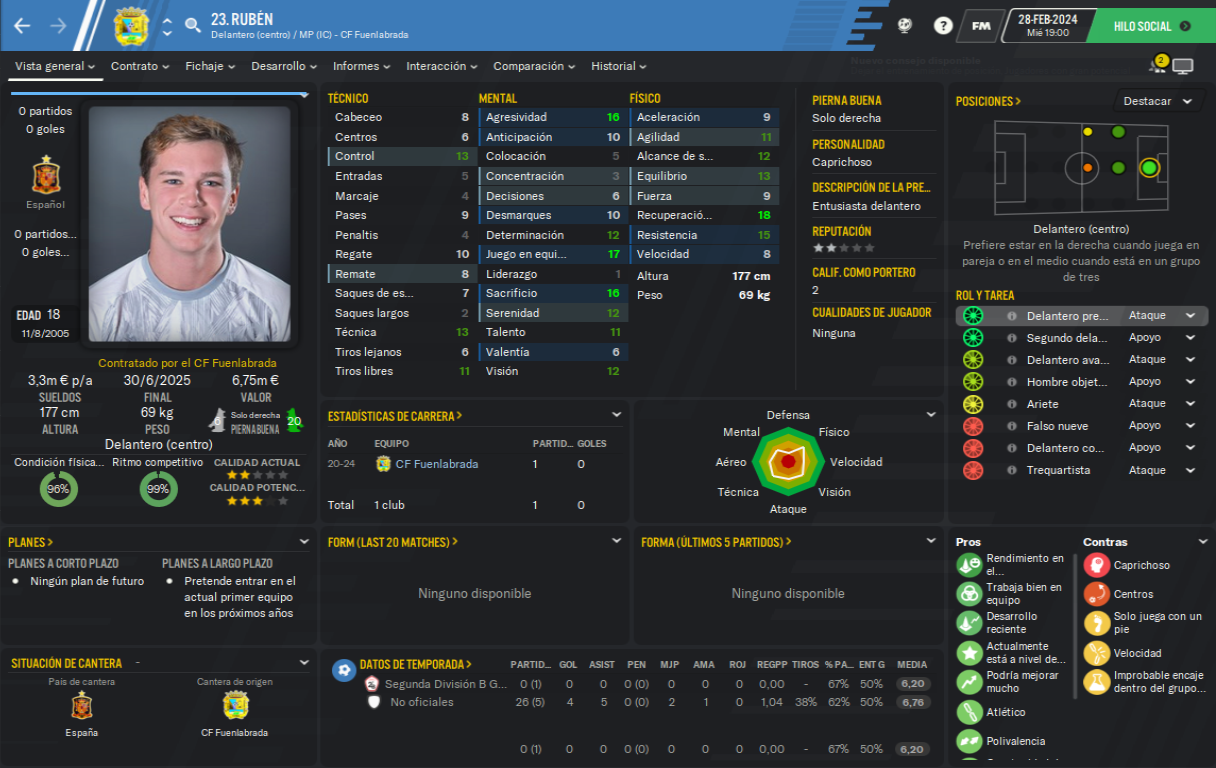 23. RUBÉN
Delantero (centro) / MP (IC) - CF Fuenlabrada
?
FM
28-FEB-2024
Mié 19:00
HILO SOCIAL
Vista general
Contrato
Fichaje
Desarrollo
Informes
Interacción
Comparación
Historial
Nuevo consejo disponible
2
0 partidos
0 goles
Español
0 partidos...
0 goles...
EDAD 18
11/8/2005
Contratado por el CF Fuenlabrada
3,3m € p/a
30/6/2025
6,75m €
SUELDOS
FINAL
VALOR
177 cm
69 kg
6
Solo derecha
20
ALTURA
PESO
PIERNA BUENA
Delantero (centro)
Condición física...
Ritmo competitivo
CALIDAD ACTUAL
96%
99%
CALIDAD POTENC...
TÉCNICO
Cabeceo 8
Centros 6
Control 13
Entradas 5
Marcaje 4
Pases 9
Penaltis 4
Regate 10
Remate 8
Saques de es... 7
Saques largos 2
Técnica 13
Tiros lejanos 6
Tiros libres 11
MENTAL
Agresividad 16
Anticipación 10
Colocación 5
Concentración 3
Decisiones 6
Desmarques 10
Determinación 12
Juego en equi... 17
Liderazgo 1
Sacrificio 16
Serenidad 12
Talento 11
Valentía 6
Visión 12
FÍSICO
Aceleración 9
Agilidad 11
Alcance de s... 12
Equilibrio 13
Fuerza 9
Recuperació... 18
Resistencia 15
Velocidad 8
Altura 177 cm
Peso 69 kg
PIERNA BUENA
Solo derecha
PERSONALIDAD
Caprichoso
DESCRIPCIÓN DE LA PRE...
Entusiasta delantero
REPUTACIÓN
CALIF. COMO PORTERO
2
CUALIDADES DE JUGADOR
Ninguna
POSICIONES >
Destacar
Delantero (centro)
Prefiere estar en la derecha cuando juega en
pareja o en el medio cuando está en un grupo
de tres
ROL Y TAREA
Delantero pre... Ataque
Segundo dela... Apoyo
Delantero ava... Ataque
Hombre objet... Apoyo
Ariete Ataque
Falso nueve Apoyo
Delantero co... Apoyo
Trequartista Ataque
ESTADÍSTICAS DE CARRERA >
AÑO EQUIPO PARTID... GOLES
20-24 CF Fuenlabrada 1 0
Total 1 club 1 0
Defensa
Mental
Físico
Aéreo
Velocidad
Técnica
Visión
Ataque
PLANES >
PLANES A CORTO PLAZO
Ningún plan de futuro
PLANES A LARGO PLAZO
Pretende entrar en el
actual primer equipo
en los próximos años
FORM (LAST 20 MATCHES) >
Ninguno disponible
FORMA (ÚLTIMOS 5 PARTIDOS) >
Ninguno disponible
Pros
Rendimiento en
el...
Trabaja bien en
equipo
Desarrollo
reciente
Actualmente
está a nivel de...
Podría mejorar
mucho
Atlético
Polivalencia
Contras
Caprichoso
Centros
Solo juega con un
pie
Velocidad
Improbable encaje
dentro del grupo...
SITUACIÓN DE CANTERA -
País de cantera
España
Cantera de origen
CF Fuenlabrada
DATOS DE TEMPORADA > PARTID... GOL ASIST PEN MJP AMA ROJ REGPP TIROS % PA... ENT G MEDIA
Segunda División B G... 0 (1) 0 0 0 (0) 0 0 0 0,00 - 67% 50% 6,20
No oficiales 26 (5) 4 5 0 (0) 2 1 0 1,04 38% 62% 50% 6,76
0 (1) 0 0 0 (0) 0 0 0 0,00 - 67% 50% 6,20